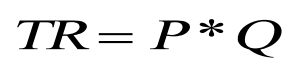 TR = P * Q